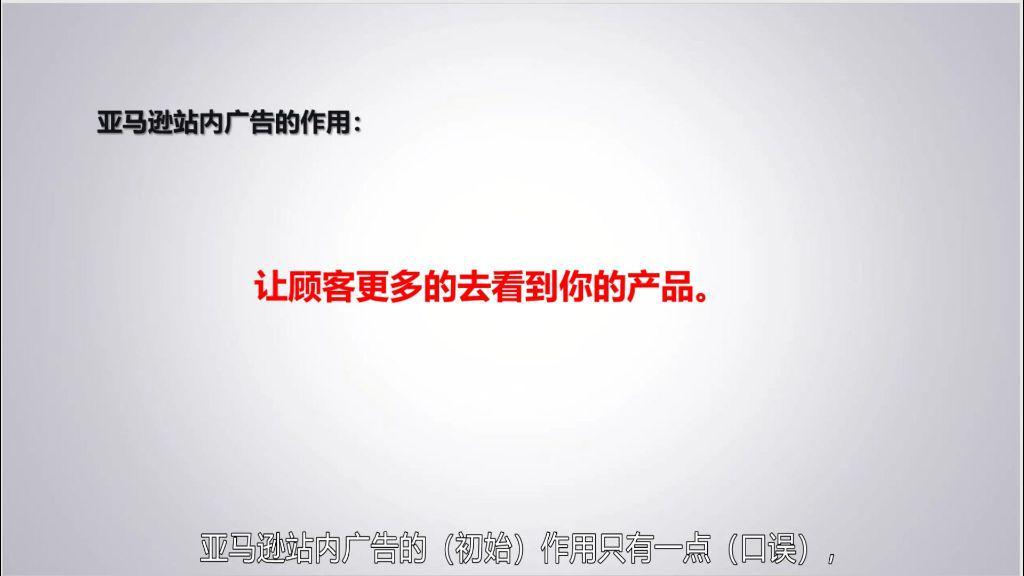 亚马逊站内广告的作用：
让顾客更多的去看到你的产品。
亚马逊站内广告的（初始）作用只有一点（口误），